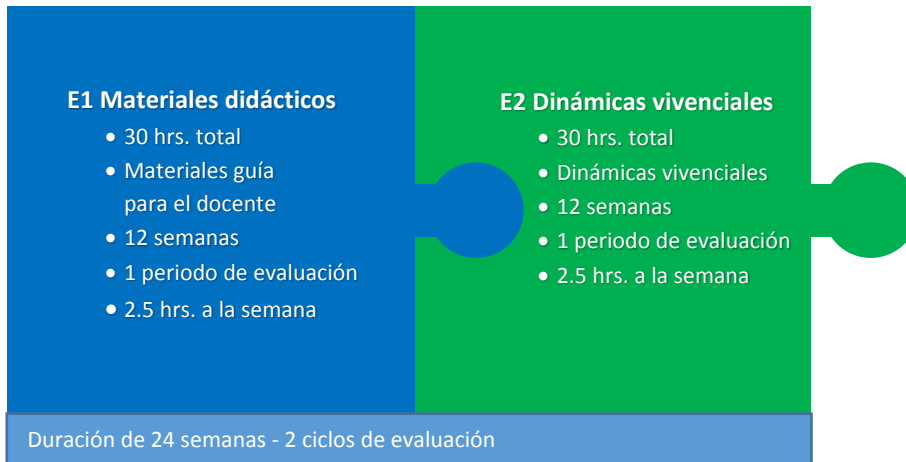 E1 Materiales didácticos
• 30 hrs. total
• Materiales guía
para el docente
• 12 semanas
• 1 periodo de evaluación
• 2.5 hrs. a la semana
E2 Dinámicas vivenciales
• 30 hrs. total
• Dinámicas vivenciales
• 12 semanas
• 1 periodo de evaluación
• 2.5 hrs. a la semana
Duración de 24 semanas - 2 ciclos de evaluación